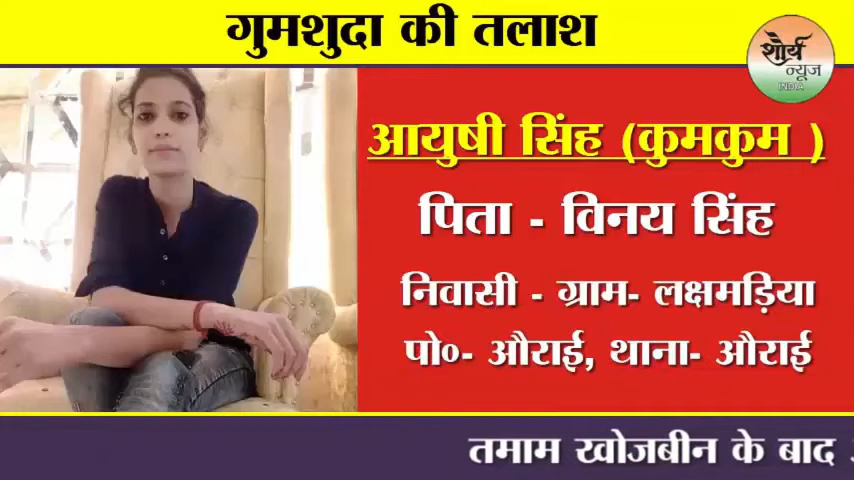 गुमशुदा की तलाश
शौर्य
न्यूज
INDIA
आयुषी सिंह (कुमकुम )
पिता - विनय सिंह
निवासी - ग्राम- लक्षमड़िया
पो०- औराई, थाना- औराई
तमाम खोजबीन के बाद